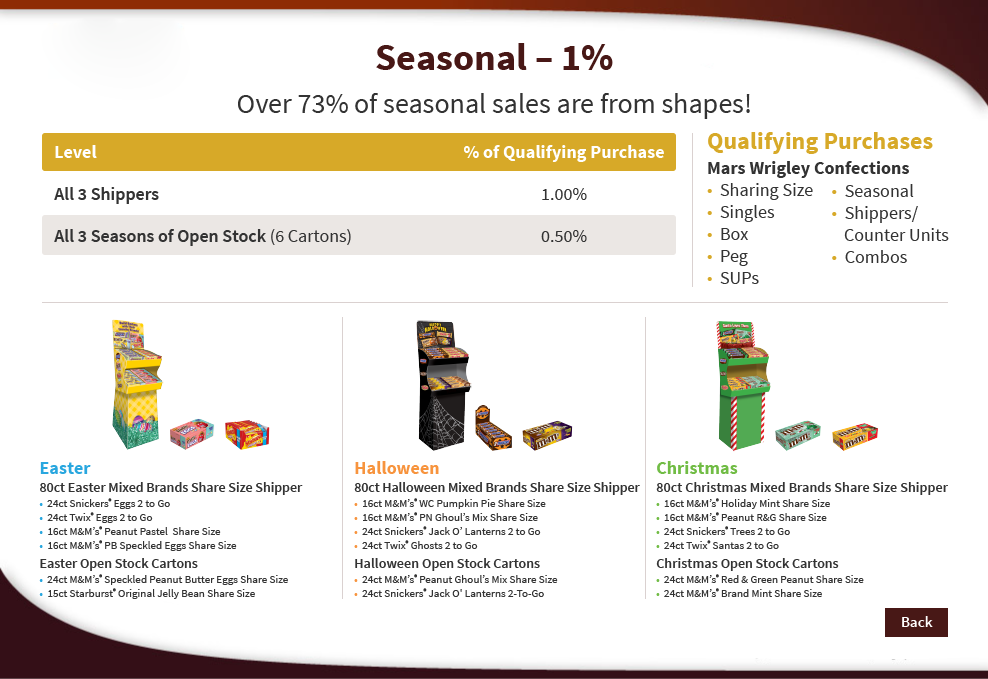 Seasonal – 1%
Over 73% of seasonal sales are from shapes!
Level % of Qualifying Purchase
All 3 Shippers 1.00%
All 3 Seasons of Open Stock (6 Cartons) 0.50%
Qualifying Purchases
Mars Wrigley Confections
• Sharing Size
• Singles
• Box
• Peg
• SUPs
• Seasonal
• Shippers/
Counter Units
• Combos
Easter
80ct Easter Mixed Brands Share Size Shipper
• 24ct Snickers® Eggs 2 to Go
• 24ct Twix® Eggs 2 to Go
• 16ct M&M's® Peanut Pastel Share Size
• 16ct M&M's® PB Speckled Eggs Share Size
Easter Open Stock Cartons
• 24ct M&M's® Speckled Peanut Butter Eggs Share Size
• 15ct Starburst® Original Jelly Bean Share Size
Halloween
80ct Halloween Mixed Brands Share Size Shipper
• 16ct M&M's® WC Pumpkin Pie Share Size
• 16ct M&M's® PN Ghoul's Mix Share Size
• 24ct Snickers® Jack O' Lanterns 2 to Go
• 24ct Twix® Ghosts 2 to Go
Halloween Open Stock Cartons
• 24ct M&M's® Peanut Ghoul's Mix Share Size
• 24ct Snickers® Jack O' Lanterns 2-To-Go
Christmas
80ct Christmas Mixed Brands Share Size Shipper
• 16ct M&M's® Holiday Mint Share Size
• 16ct M&M's® Peanut R&G Share Size
• 24ct Snickers® Trees 2 to Go
• 24ct Twix® Santas 2 to Go
Christmas Open Stock Cartons
• 24ct M&M's® Red & Green Peanut Share Size
• 24ct M&M's® Brand Mint Share Size
Back